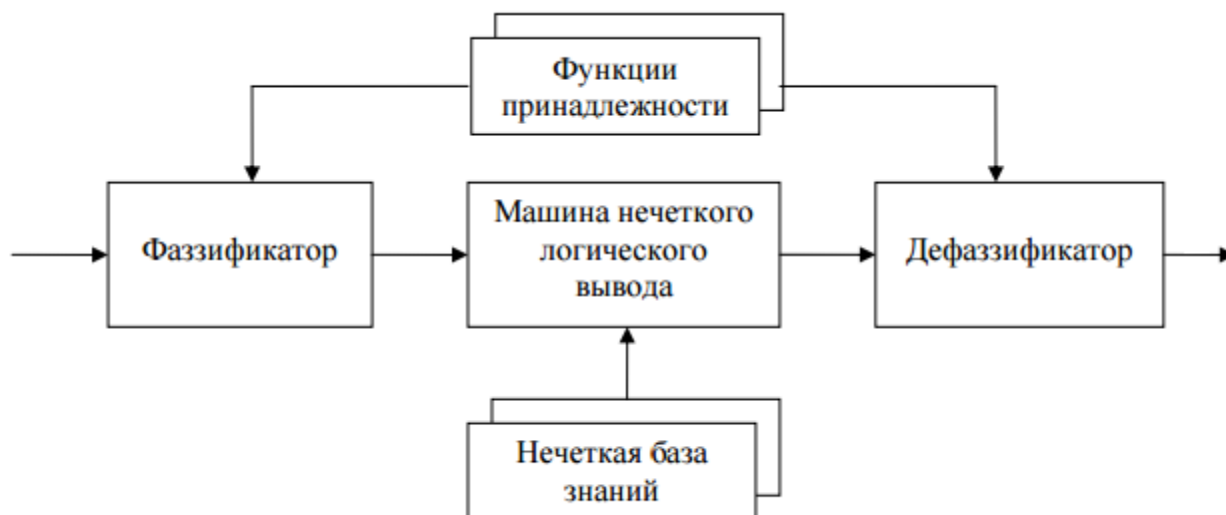 Функции
принадлежности
Фаззификатор
Машина нечеткого
логического
вывода
Дефаззификатор
Нечеткая база
знаний